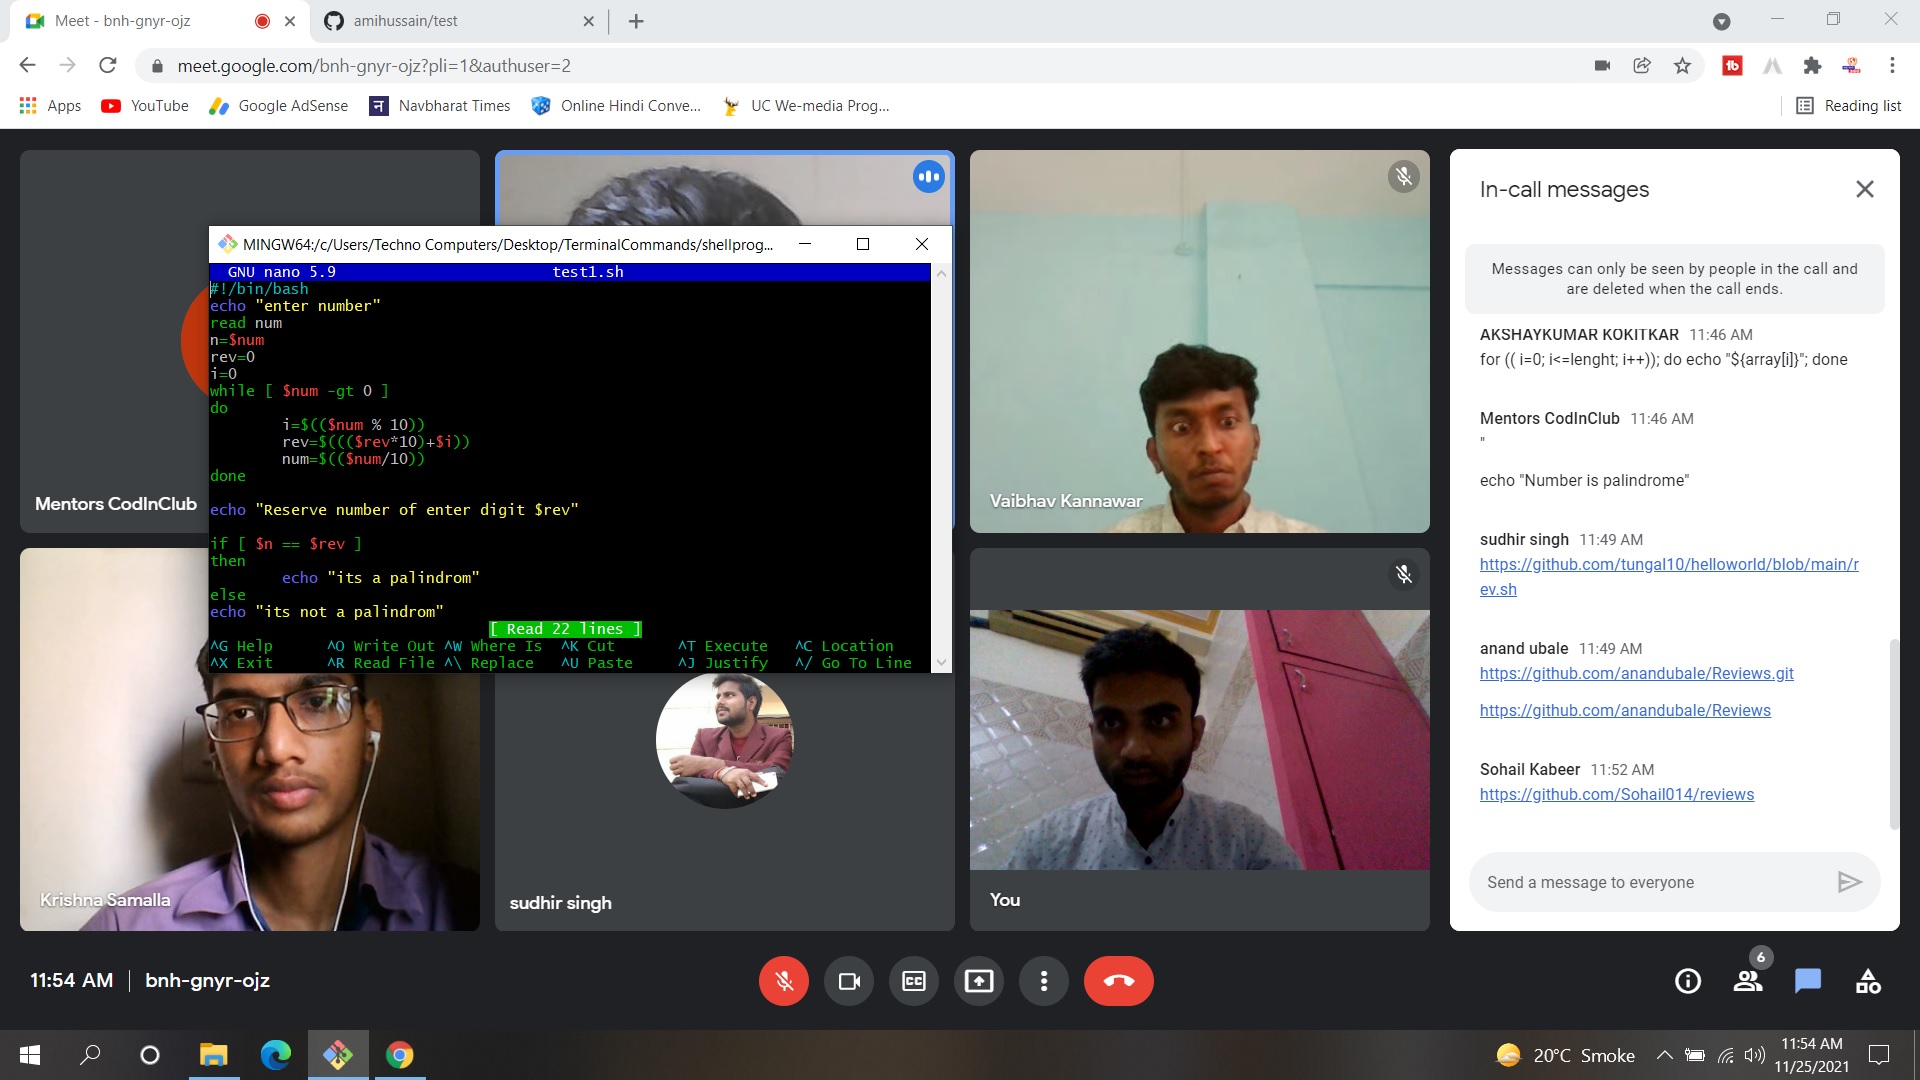 Meet - bnh-gnyr-ojz
amihussain/test
meet.google.com/bnh-gnyr-ojz?pli=1&authuser=2
Apps
YouTube
Google AdSense
Navbharat Times
Online Hindi Conve...
UC We-media Prog...
Reading list
MINGW64:/c/Users/Techno Computers/Desktop/TerminalCommands/shellprog...
GNU nano 5.9 test1.sh
#!/bin/bash
echo "enter number"
read num
n=$num
rev=0
i=0
while [ $num -gt 0 ]
do
i=$(($num % 10))
rev=$((($rev*10)+$i))
num=$(($num/10))
done
echo "Reserve number of enter digit $rev"
if [ $n == $rev ]
then
echo "its a palindrom"
else
echo "its not a palindrom"
[ Read 22 lines ]
^G Help ^O Write Out ^W Where Is ^K Cut ^T Execute ^C Location
^X Exit ^R Read File ^\ Replace ^U Paste ^J Justify ^/ Go To Line
Mentors CodInClub
Vaibhav Kannawar
Krishna Samalla
sudhir singh
You
In-call messages
Messages can only be seen by people in the call and
are deleted when the call ends.
AKSHAYKUMAR KOKITKAR 11:46 AM
for (( i=0; i<=lenght; i++)); do echo "${array[i]}"; done
Mentors CodInClub 11:46 AM
"
echo "Number is palindrome"
sudhir singh 11:49 AM
https://github.com/tungal10/helloworld/blob/main/r
ev.sh
anand ubale 11:49 AM
https://github.com/anandubale/Reviews.git
https://github.com/anandubale/Reviews
Sohail Kabeer 11:52 AM
https://github.com/Sohail014/reviews
Send a message to everyone
11:54 AM | bnh-gnyr-ojz
CC
6
20°C Smoke
11:54 AM
11/25/2021